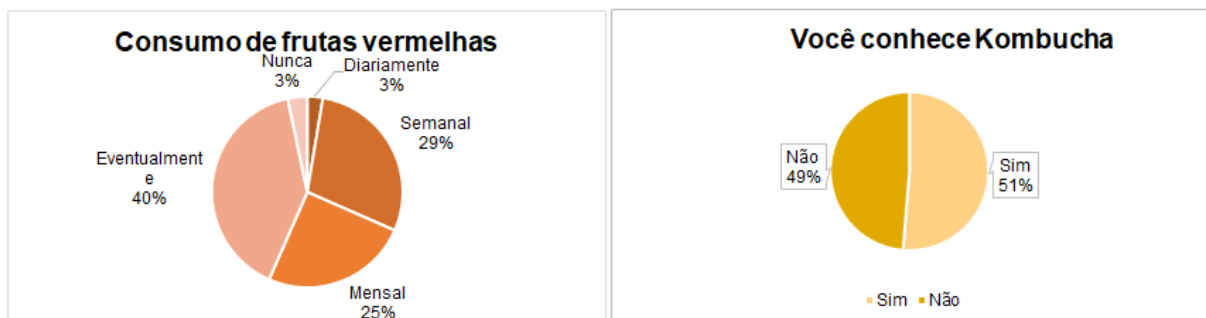 Consumo de frutas vermelhas
Nunca
3%
Diariamente
3%
Semanal
29%
Eventualment
e
40%
Mensal
25%
Você conhece Kombucha
Não
49%
Sim
51%
Sim Não